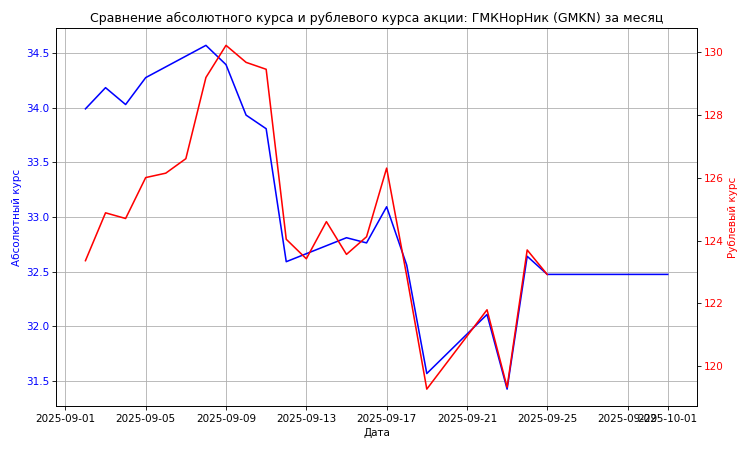 Сравнение абсолютного курса и рублевого курса акции: ГМКНорНик (GMKN) за месяц
34.5
34.0
33.5
33.0
32.5
32.0
31.5
Абсолютный курс
130
128
126
124
122
120
Рублевый курс
2025-09-01 2025-09-05 2025-09-09 2025-09-13 2025-09-17 2025-09-21 2025-09-25 2025-09-29 2025-10-01
Дата